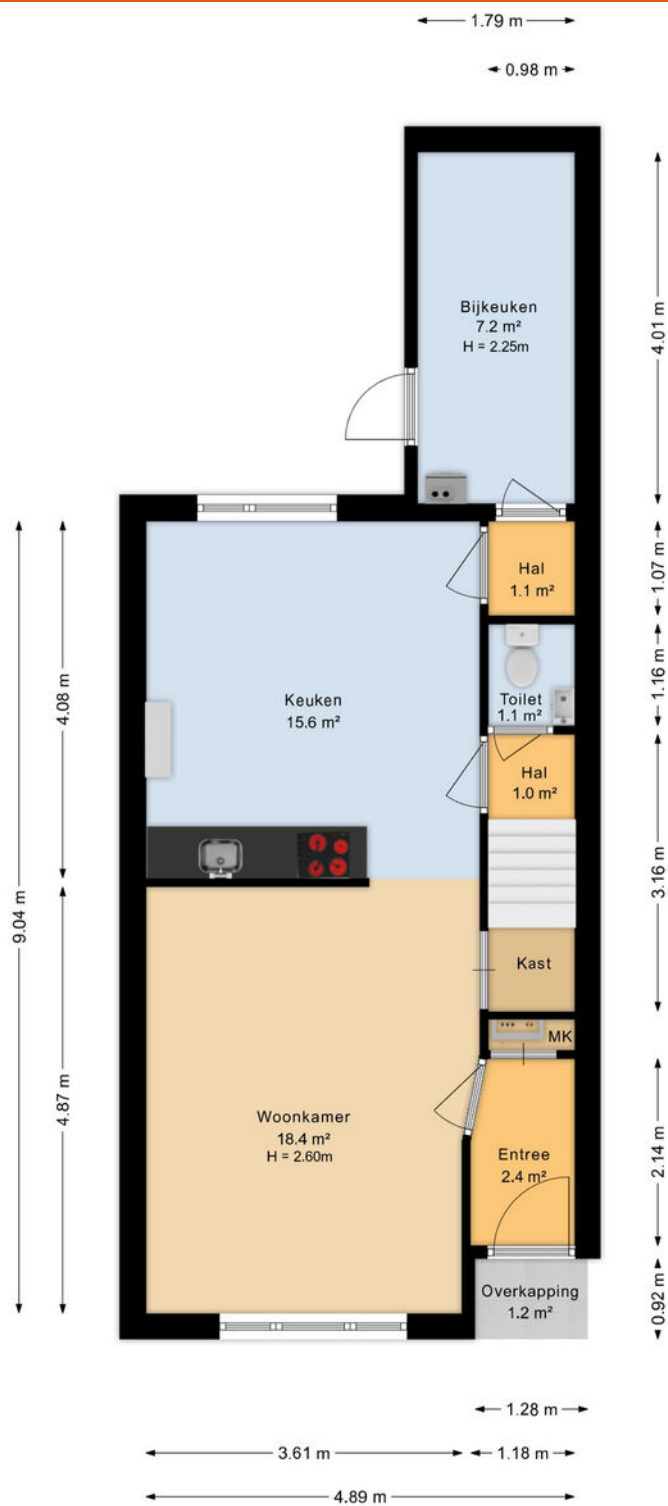 1.79 m
0.98 m
Bijkeuken
7.2 m²
H = 2.25m
4.01 m
Hal
1.1 m²
1.07 m
Toilet
1.1 m²
1.16 m
Keuken
15.6 m²
4.08 m
Hal
1.0 m²
3.16 m
9.04 m
Kast
MK
Woonkamer
18.4 m²
H = 2.60m
4.87 m
Entree
2.4 m²
2.14 m
Overkapping
1.2 m²
0.92 m
1.28 m
3.61 m
1.18 m
4.89 m